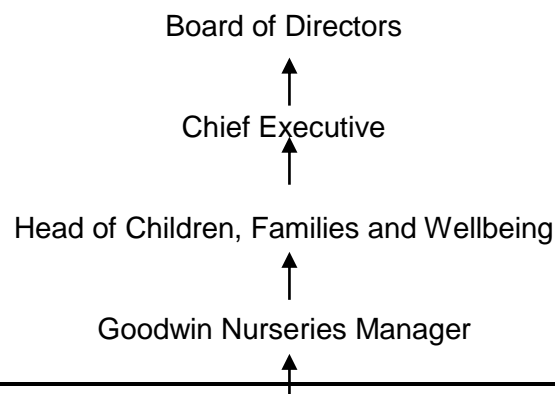 Board of Directors
Chief Executive
Head of Children, Families and Wellbeing
Goodwin Nurseries Manager